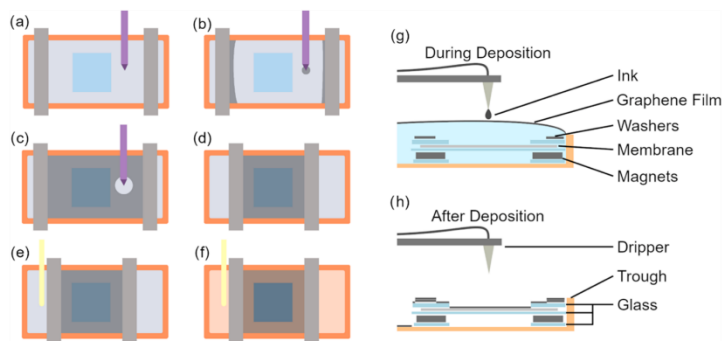 (a)
(b)
(c)
(d)
(e)
(f)
(g)
During Deposition
Ink
Graphene Film
Washers
Membrane
Magnets
(h)
After Deposition
Dripper
Trough
Glass